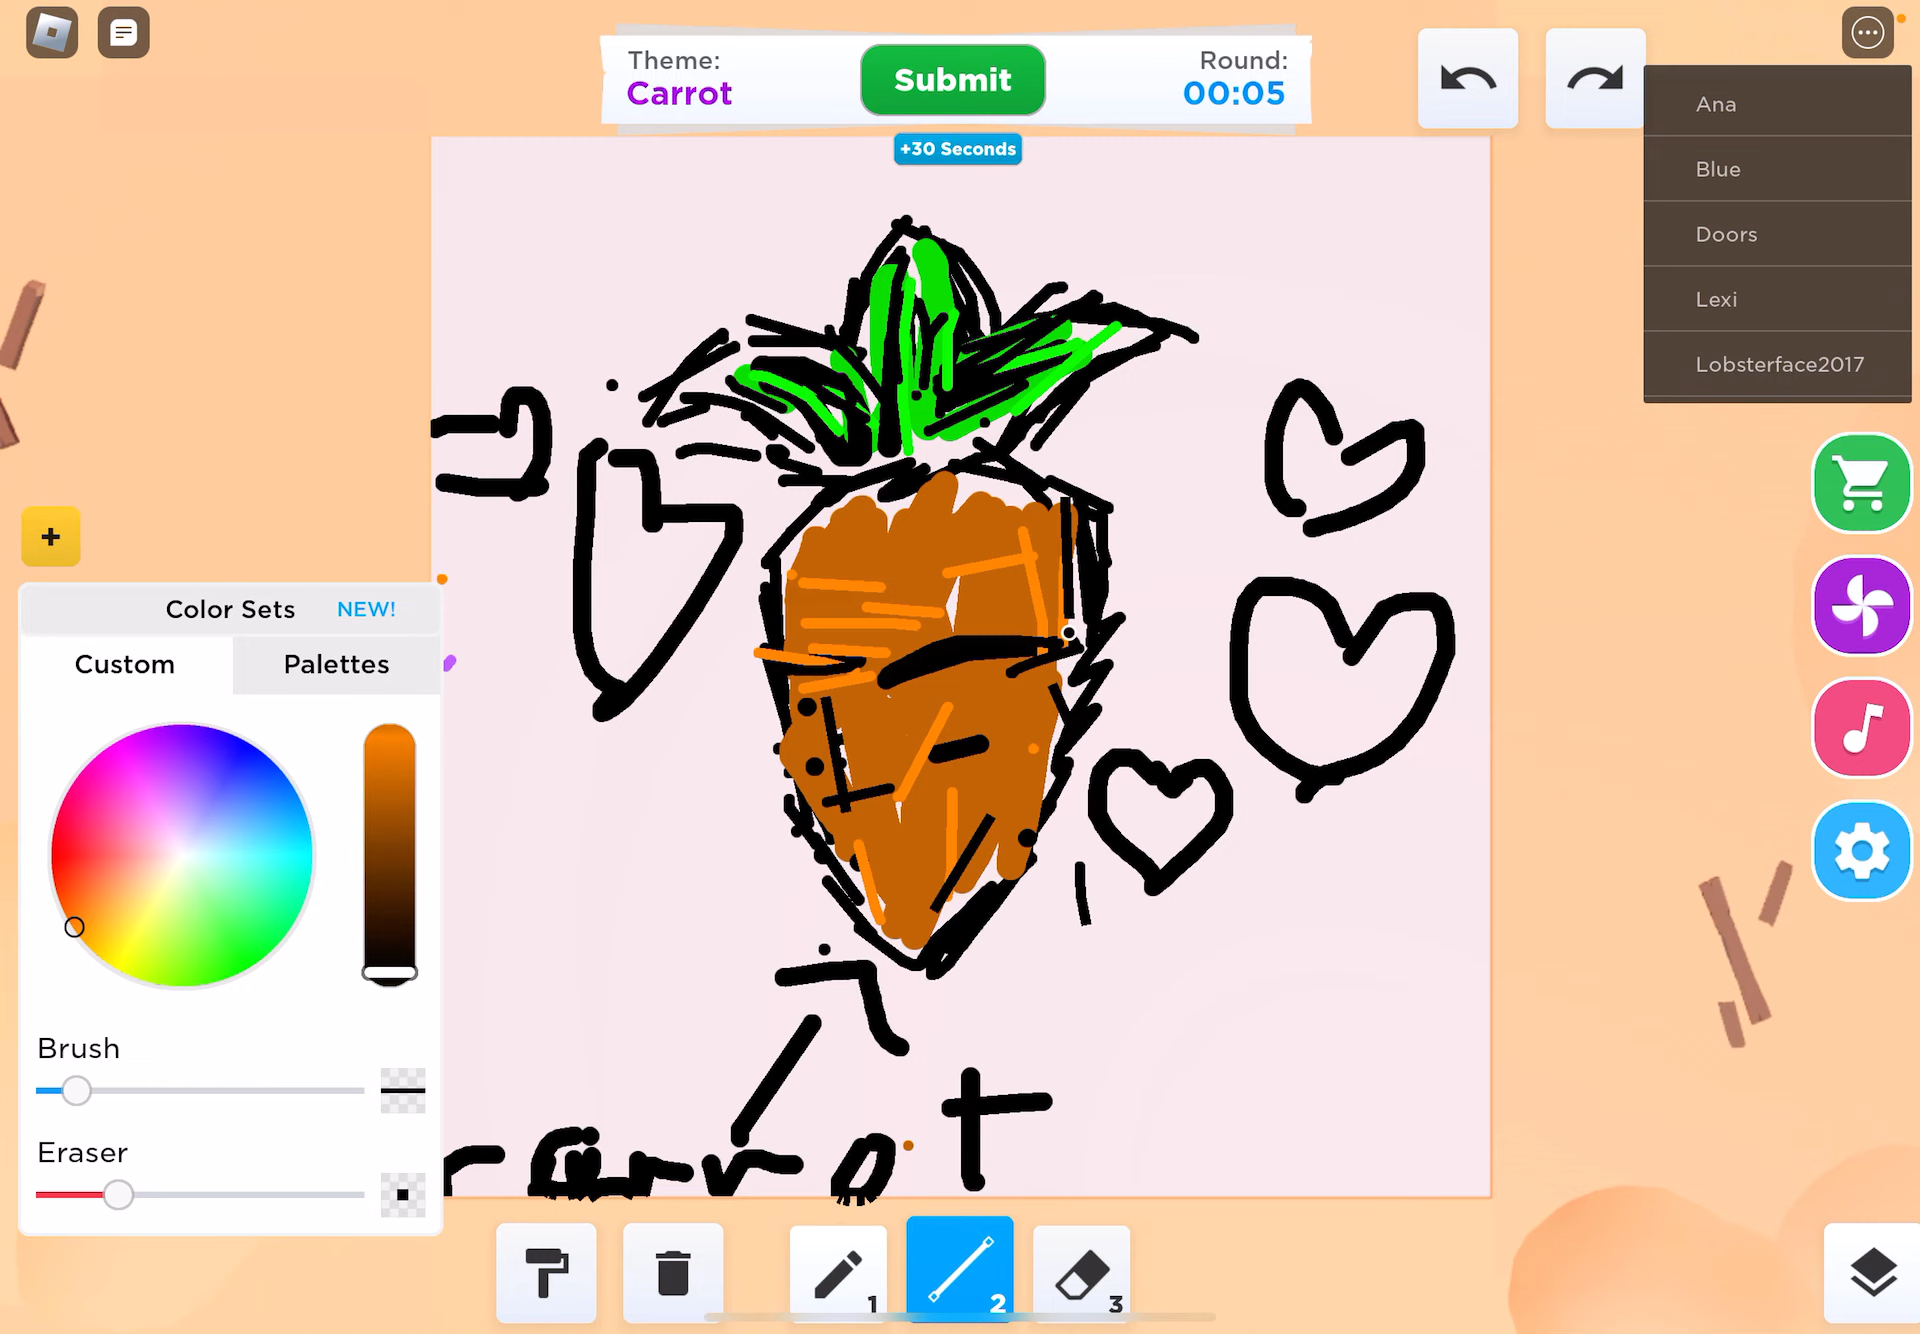 Theme:
Carrot
Submit
Round:
00:05
+30 Seconds
Ana
Blue
Doors
Lexi
Lobsterface2017
+
Color Sets NEW!
Custom
Palettes
Brush
Eraser
carrot
1
2
3